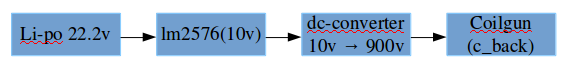 Li-po 22.2v
lm2576(10v)
dc-converter
10v → 900v
Coilgun
(c_back)